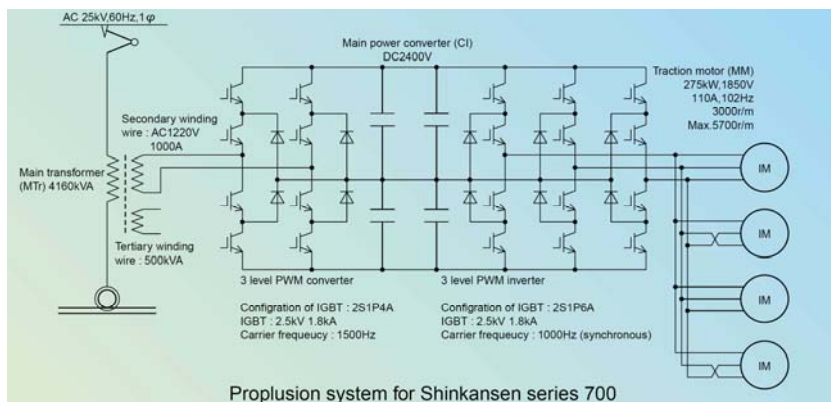 AC 25kV,60Hz,1φ
Main power converter (CI)
DC2400V
Traction motor (MM)
275kW,1850V
110A,102Hz
3000r/m
Max.5700r/m
Secondary winding
wire : AC1220V
1000A
Main transformer
(MTr) 4160kVA
Tertiary winding
wire : 500kVA
IM
IM
IM
IM
3 level PWM converter
Configration of IGBT : 2S1P4A
IGBT : 2.5kV 1.8kA
Carrier frequeucy : 1500Hz
3 level PWM inverter
Configration of IGBT : 2S1P6A
IGBT : 2.5kV 1.8kA
Carrier frequeucy : 1000Hz (synchronous)
Proplusion system for Shinkansen series 700